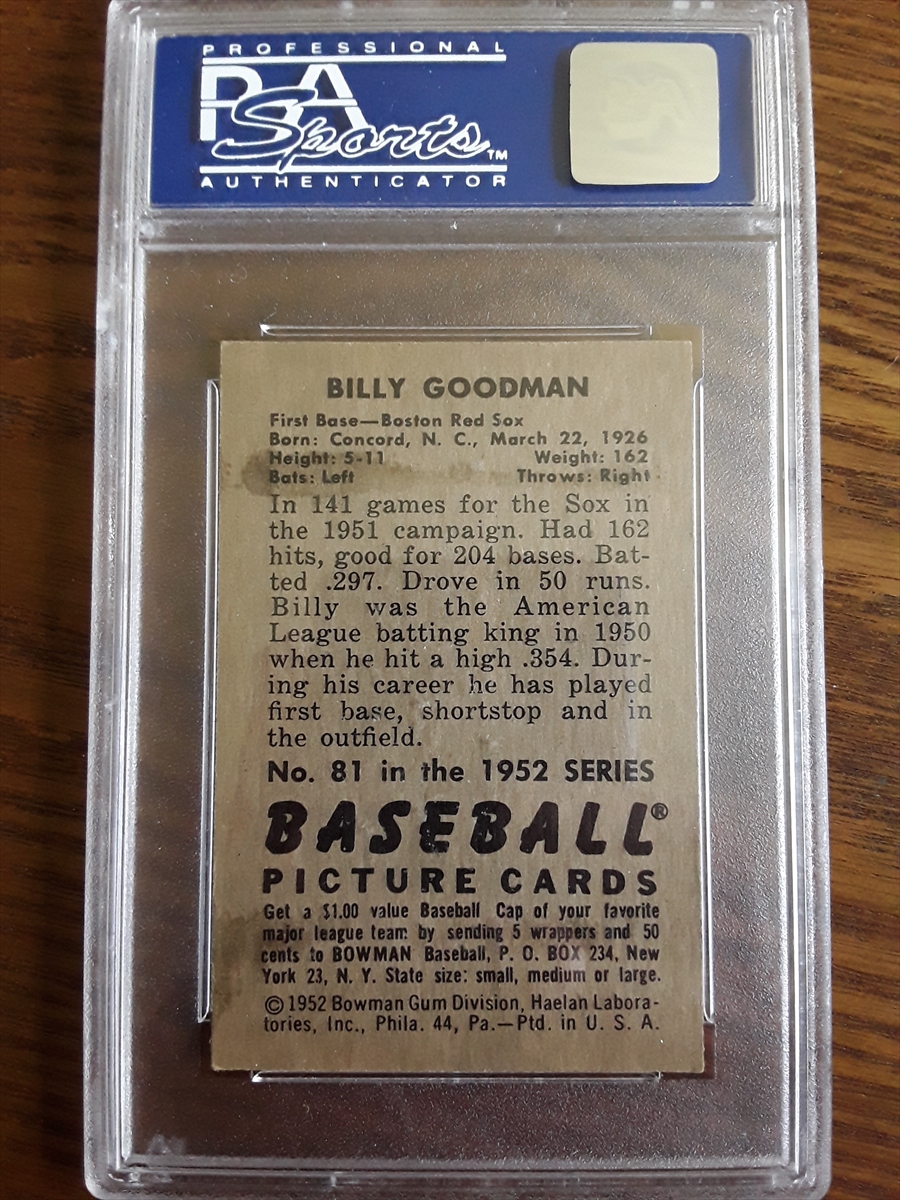 PROFESSIONAL
PSA
Sports™
AUTHENTICATOR
BILLY GOODMAN
First Base—Boston Red Sox
Born: Concord, N. C., March 22, 1926
Height: 5-11 Weight: 162
Bats: Left Throws: Right
In 141 games for the Sox in
the 1951 campaign. Had 162
hits, good for 204 bases. Bat-
ted .297. Drove in 50 runs.
Billy was the American
League batting king in 1950
when he hit a high .354. Dur-
ing his career he has played
first base, shortstop and in
the outfield.
No. 81 in the 1952 SERIES
BASEBALL®
PICTURE CARDS
Get a $1.00 value Baseball Cap of your favorite
major league team by sending 5 wrappers and 50
cents to BOWMAN Baseball, P. O. BOX 234, New
York 23, N. Y. State size: small, medium or large.
© 1952 Bowman Gum Division, Haelan Labora-
tories, Inc., Phila. 44, Pa.—Ptd. in U. S. A.